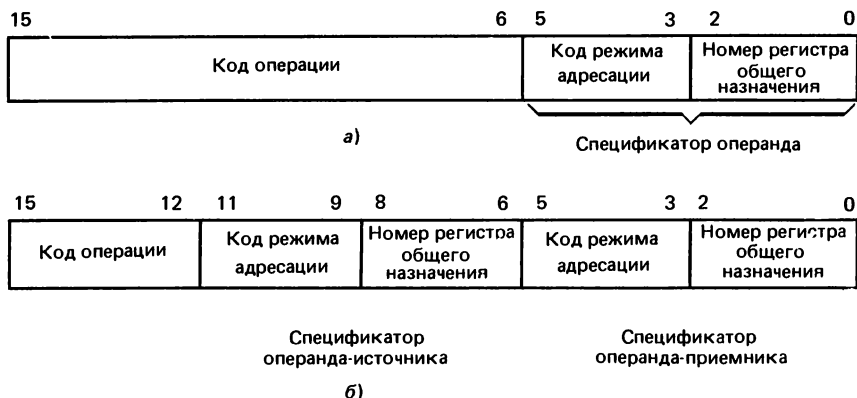 15 6 5 3 2 0
Код операции
Код режима
адресации
Номер регистра
общего
назначения
а)
Спецификатор операнда
15 12 11 9 8 6 5 3 2 0
Код операции
Код режима
адресации
Номер регистра
общего
назначения
Код режима
адресации
Номер регистра
общего
назначения
Спецификатор
операнда-источника
Спецификатор
операнда-приемника
б)